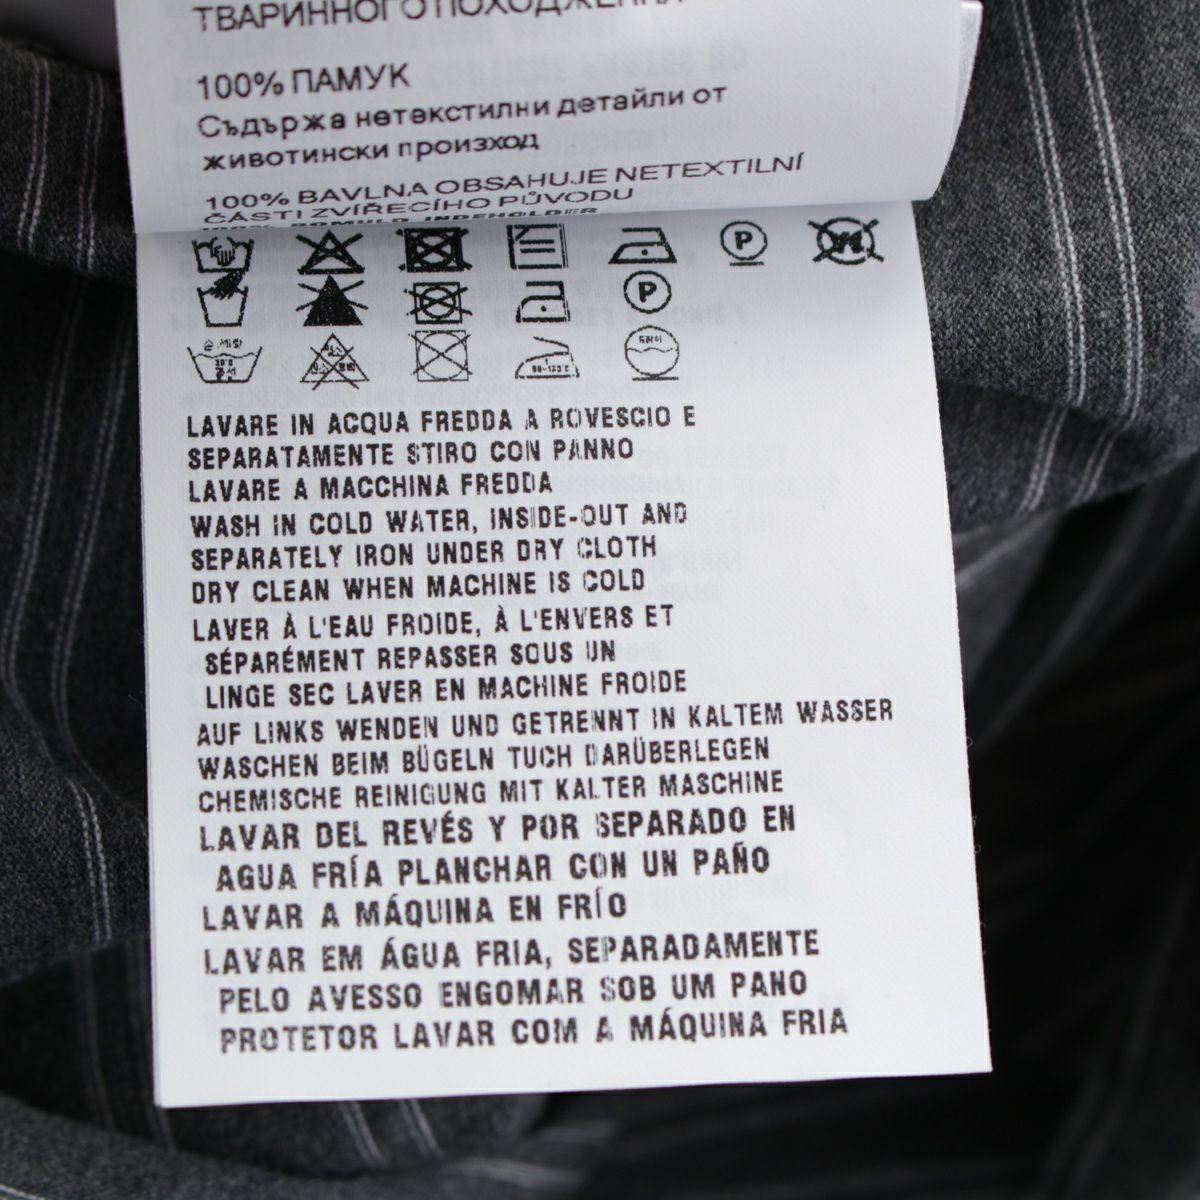 ТВАРИННОГО ПОХОДЖЕННЯ
100% ПАМУК
Съдържа нетекстилни детайли от
животински произход
100% BAVLNA OBSAHUJE NETEXTILNÍ
ČÁSTI ZVÍŘECÍHO PŮVODU
P
P
LAVARE IN ACQUA FREDDA A ROVESCIO E
SEPARATAMENTE STIRO CON PANNO
LAVARE A MACCHINA FREDDA
WASH IN COLD WATER, INSIDE-OUT AND
SEPARATELY IRON UNDER DRY CLOTH
DRY CLEAN WHEN MACHINE IS COLD
LAVER À L'EAU FROIDE, À L'ENVERS ET
SÉPARÉMENT REPASSER SOUS UN
LINGE SEC LAVER EN MACHINE FROIDE
AUF LINKS WENDEN UND GETRENNT IN KALTEM WASSER
WASCHEN BEIM BÜGELN TUCH DARÜBERLEGEN
CHEMISCHE REINIGUNG MIT KALTER MASCHINE
LAVAR DEL REVÉS Y POR SEPARADO EN
AGUA FRÍA PLANCHAR CON UN PAÑO
LAVAR A MÁQUINA EN FRÍO
LAVAR EM ÁGUA FRIA, SEPARADAMENTE
PELO AVESSO ENGOMAR SOB UM PANO
PROTETOR LAVAR COM A MÁQUINA FRIA